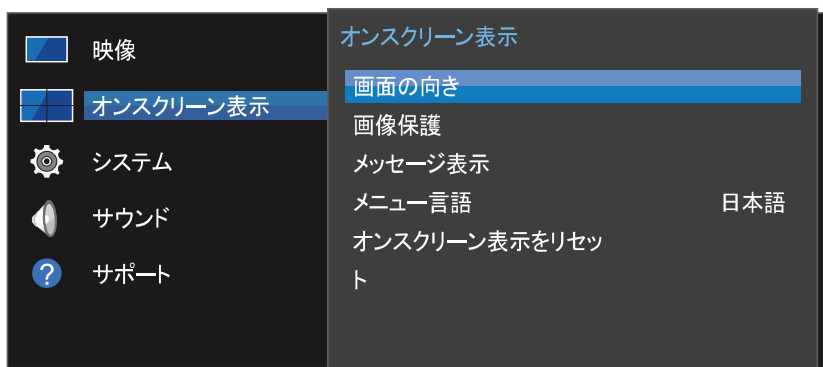 映像
オンスクリーン表示
システム
サウンド
?
サポート
オンスクリーン表示
画面の向き
画像保護
メッセージ表示
メニュー言語 日本語
オンスクリーン表示をリセッ
ト